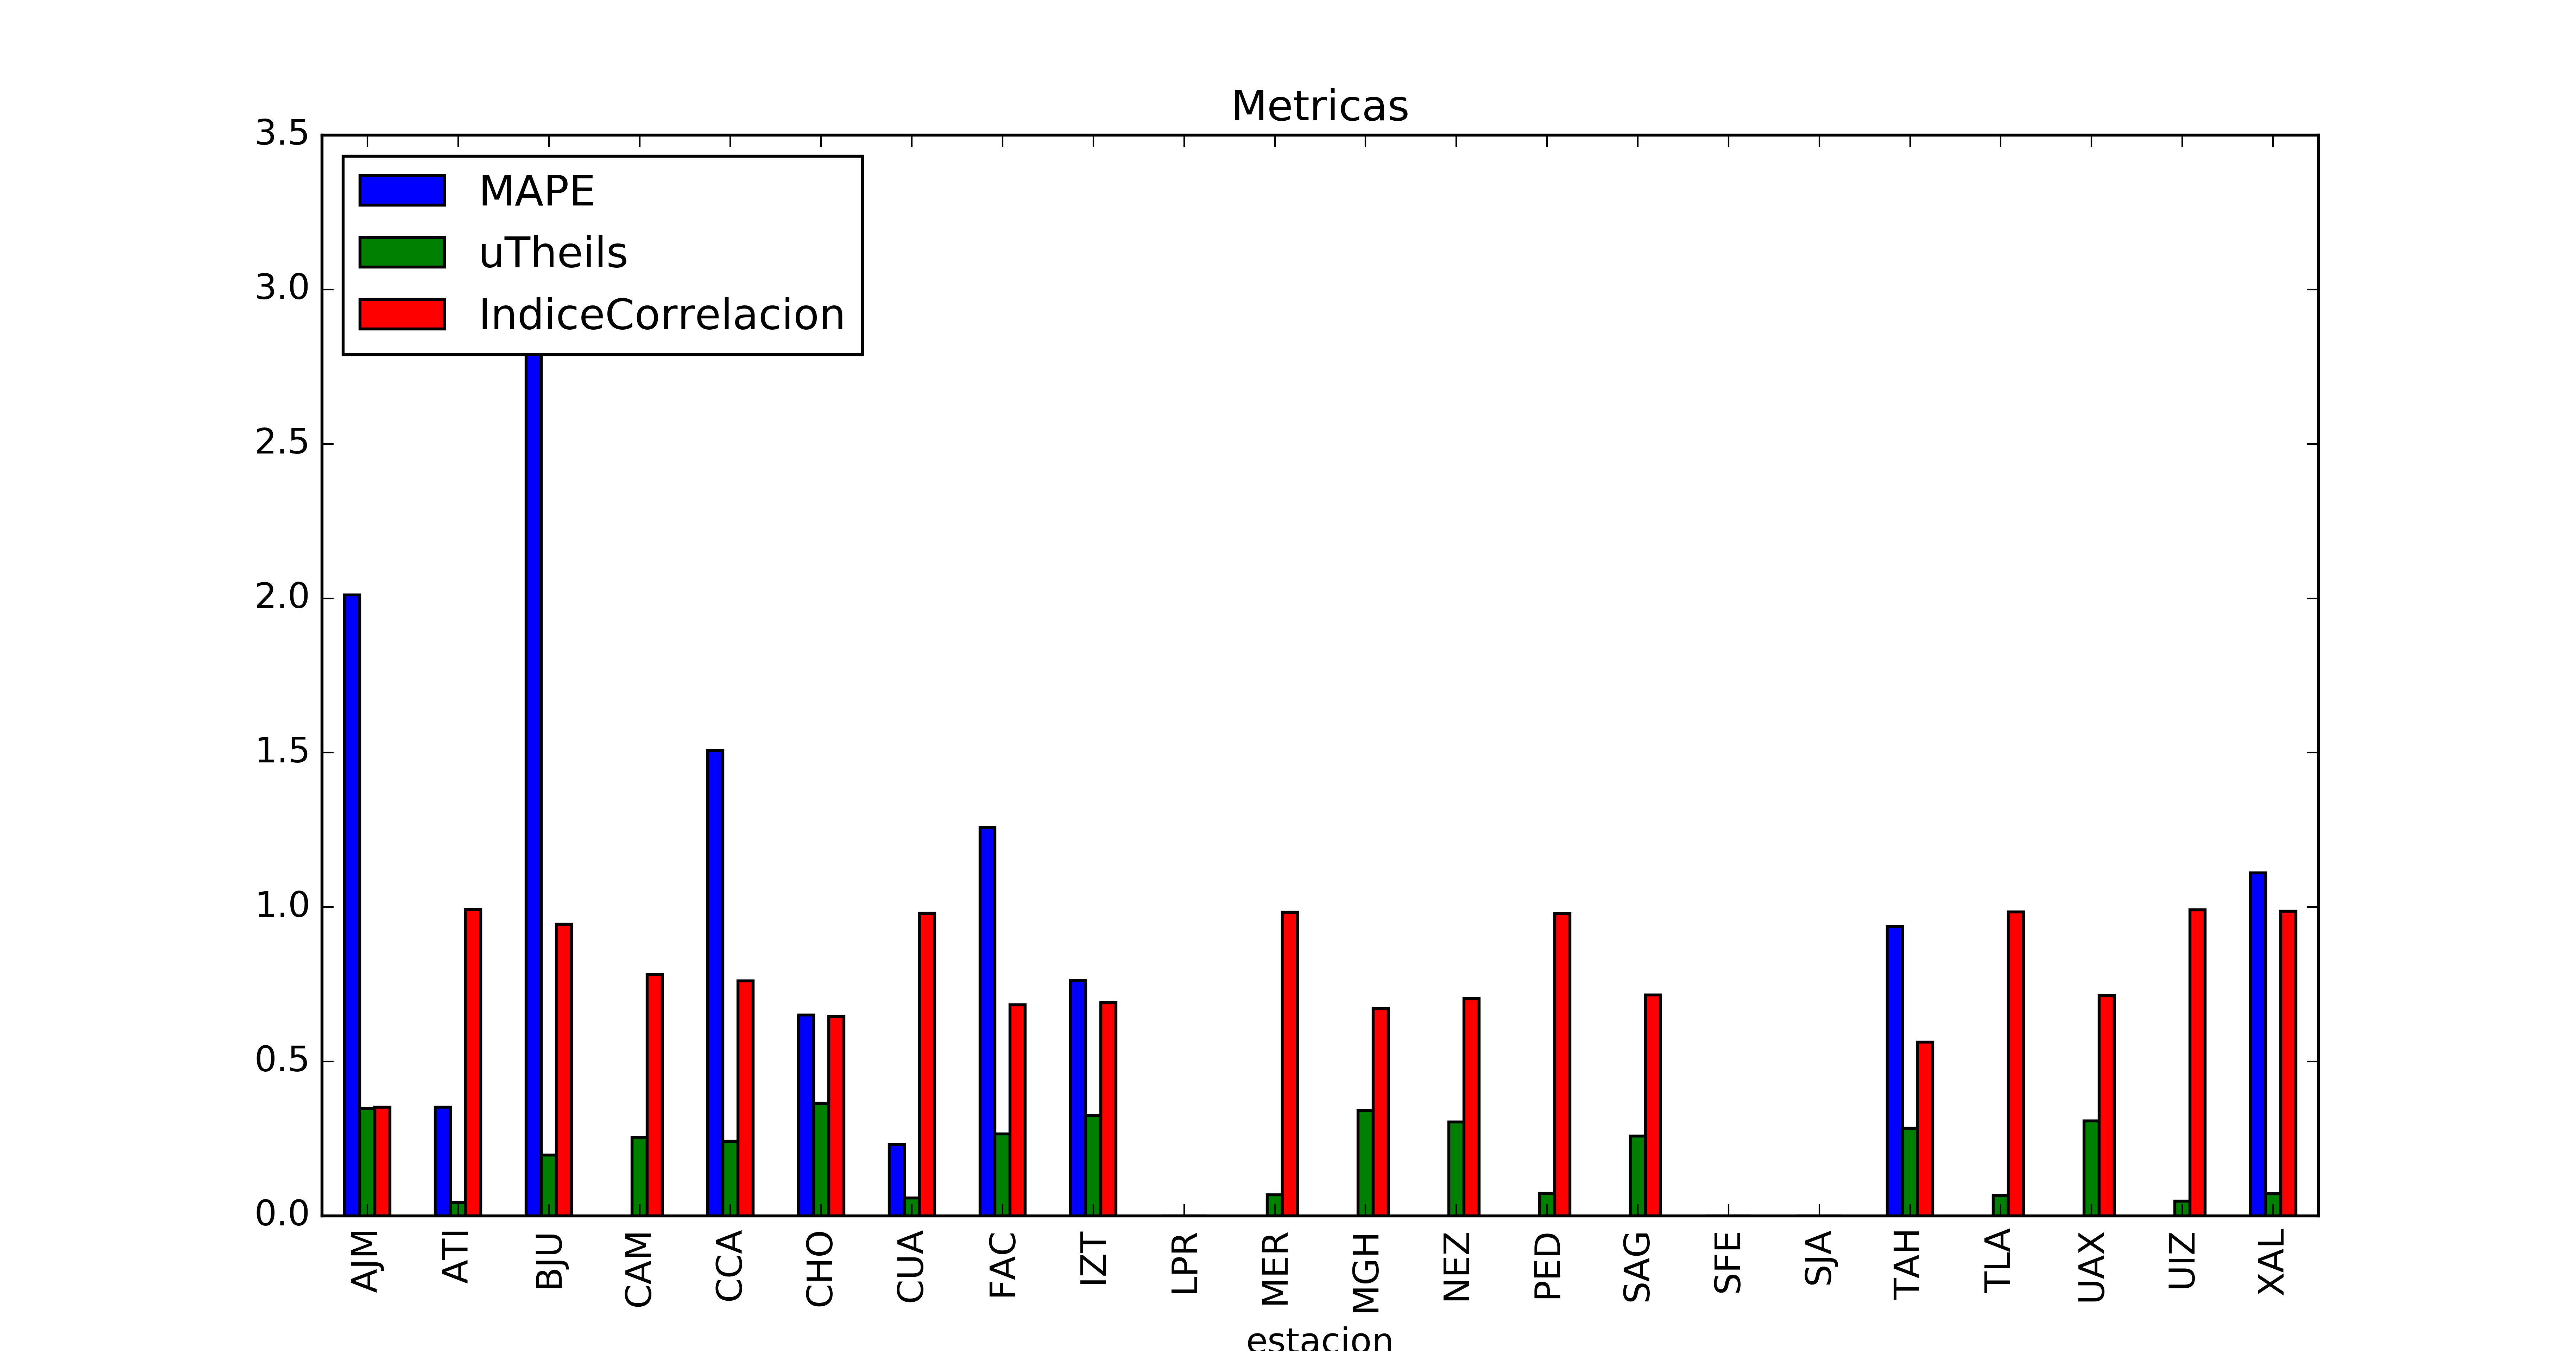 Metricas
3.5
3.0
2.5
2.0
1.5
1.0
0.5
0.0
MAPE
uTheils
IndiceCorrelacion
AJM ATI BJU CAM CCA CHO CUA FAC IZT LPR MER MGH NEZ PED SAG SFE SJA TAH TLA UAX UIZ XAL
estacion